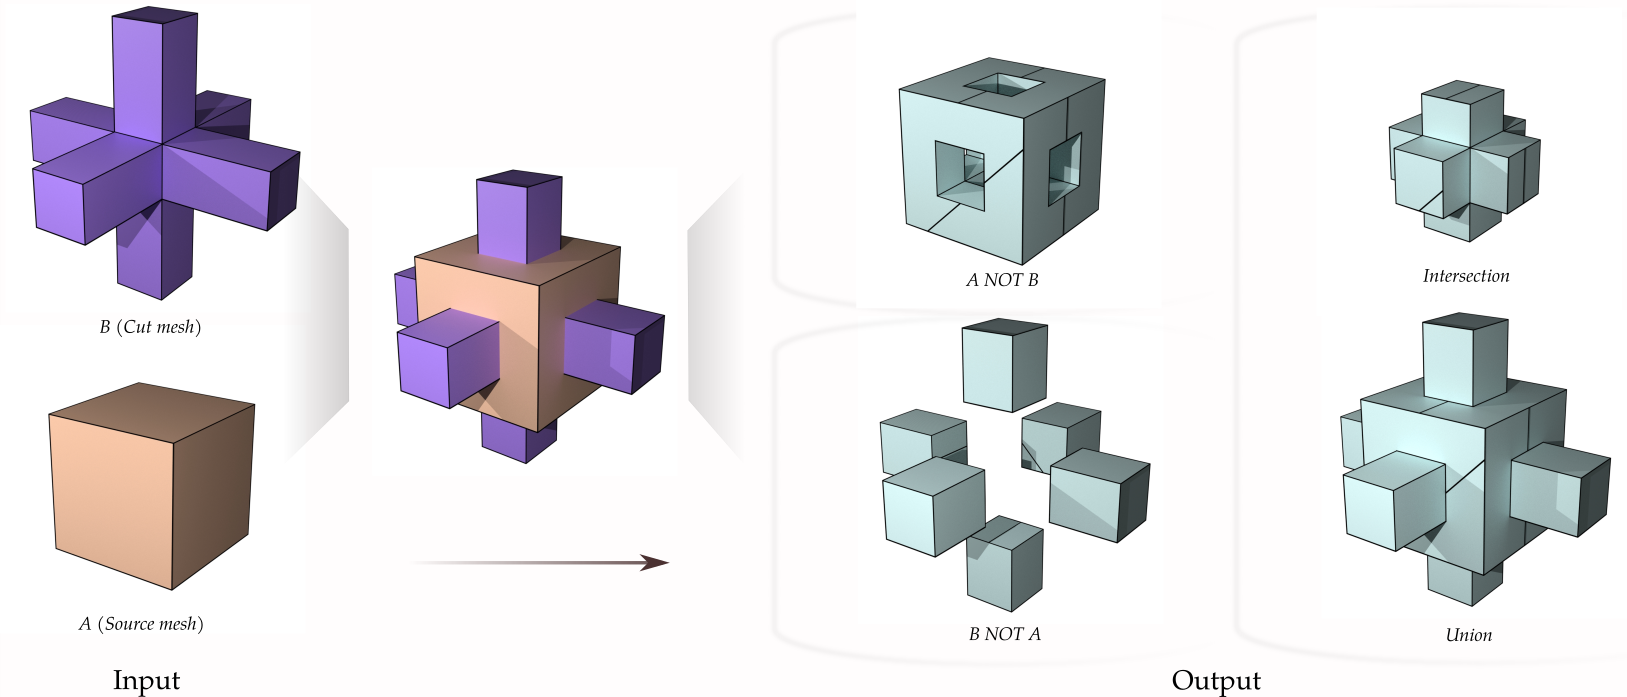 B (Cut mesh)
A (Source mesh)
Input
A NOT B
Intersection
B NOT A
Union
Output